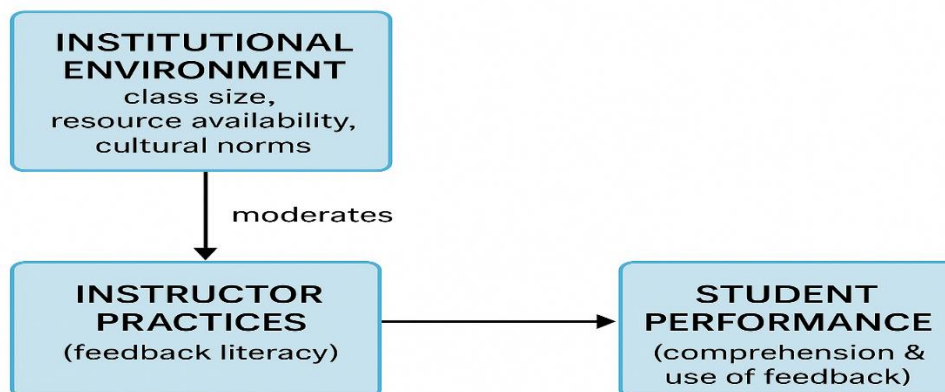 INSTITUTIONAL
ENVIRONMENT
class size,
resource availability,
cultural norms
moderates
INSTRUCTOR
PRACTICES
(feedback literacy)
STUDENT
PERFORMANCE
(comprehension &
use of feedback)